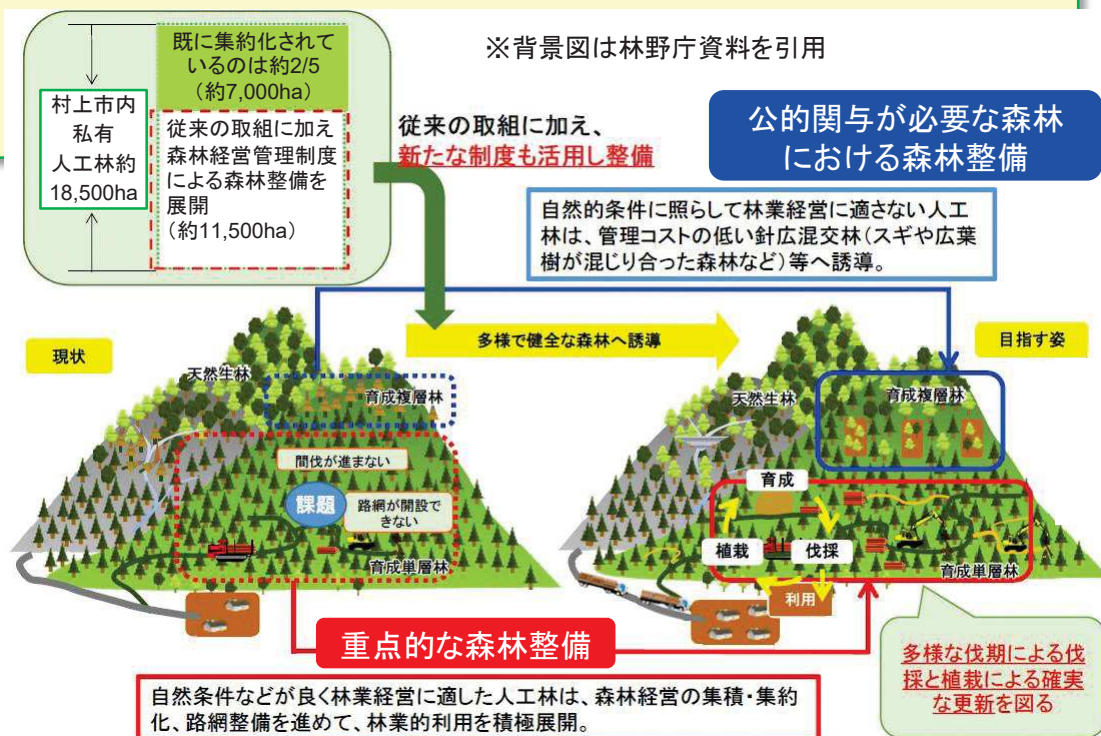 既に集約化されて
いるのは約2/5
(約7,000ha)
村上市内
私有
人工林約
18,500ha
従来の取組に加え
森林経営管理制度
による森林整備を
展開
(約11,500ha)
※背景図は林野庁資料を引用
従来の取組に加え、
新たな制度も活用し整備
公的関与が必要な森林
における森林整備
自然的条件に照らして林業経営に適さない人工
林は、管理コストの低い針広混交林(スギや広葉
樹が混じり合った森林など)等へ誘導。
現状
多様で健全な森林へ誘導
目指す姿
天然生林
育成複層林
間伐が進まない
課題
路網が開設で
きない
育成単層林
天然生林
育成複層林
育成
植栽
伐採
利用
育成単層林
重点的な森林整備
自然条件などが良く林業経営に適した人工林は、森林経営の集積・集約
化、路網整備を進めて、林業的利用を積極展開。
多様な伐期による伐
採と植栽による確実
な更新を図る